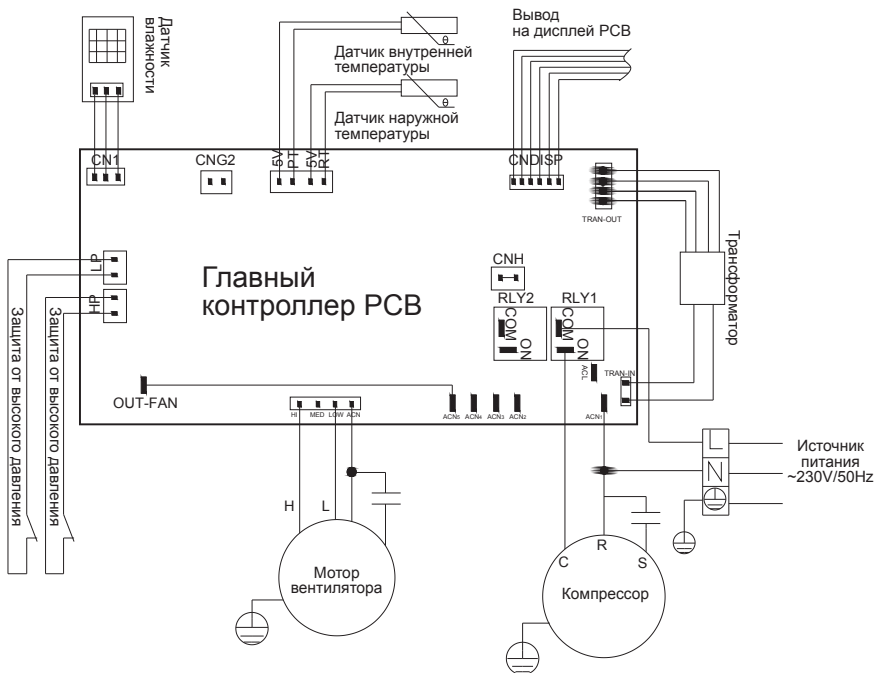 Датчик
влажности
θ
Датчик внутренней
температуры
θ
Датчик наружной
температуры
Вывод
на дисплей PCB
CN1
CNG2
5V
PT
5V
RT
CNDISP
TRAN-OUT
Трансформатор
LP
HP
Главный
контроллер PCB
CNH
RLY2
RLY1
COM
ON
COM
ON
ACL
TRAN-IN
Защита от высокого давления
Защита от высокого давления
OUT-FAN
HI
MED
LOW
ACN
ACN5
ACN4
ACN3
ACN2
ACN1
L
N
Источник
питания
~230V/50Hz
H
L
Мотор
вентилятора
C
R
S
Компрессор